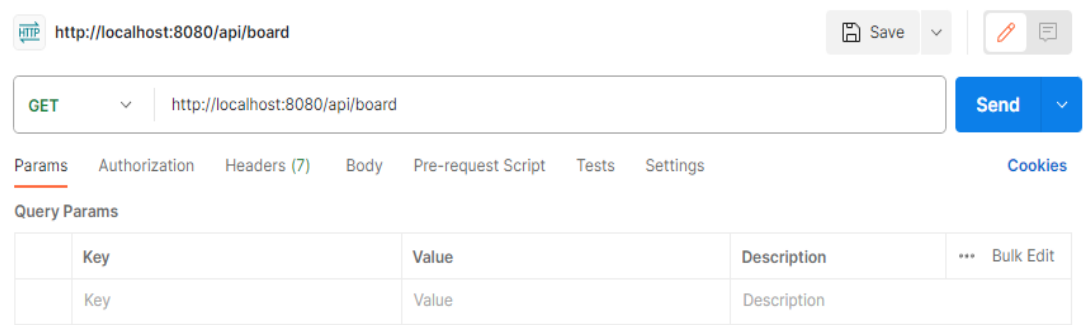 HTTP http://localhost:8080/api/board Save
GET http://localhost:8080/api/board Send
Params Authorization Headers (7) Body Pre-request Script Tests Settings Cookies
Query Params
Key Value Description ••• Bulk Edit
Key Value Description